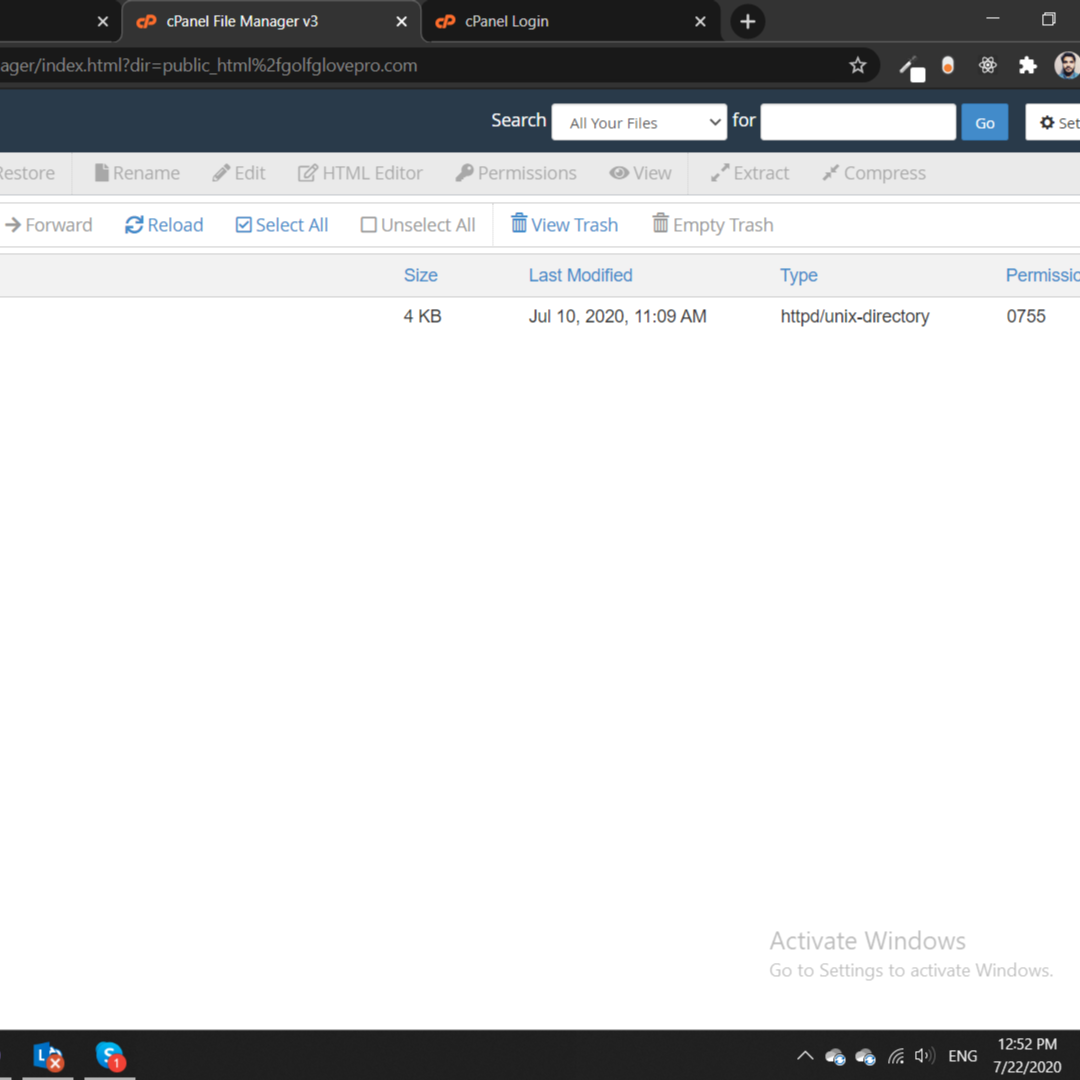 cPanel File Manager v3 cPanel Login
ager/index.html?dir=public_html%2fgolfglovepro.com
Search All Your Files for Go Set
Restore Rename Edit HTML Editor Permissions View Extract Compress
Forward Reload Select All Unselect All View Trash Empty Trash
Size Last Modified Type Permissio
4 KB Jul 10, 2020, 11:09 AM httpd/unix-directory 0755
Activate Windows
Go to Settings to activate Windows.
L S 1 ENG 12:52 PM
7/22/2020